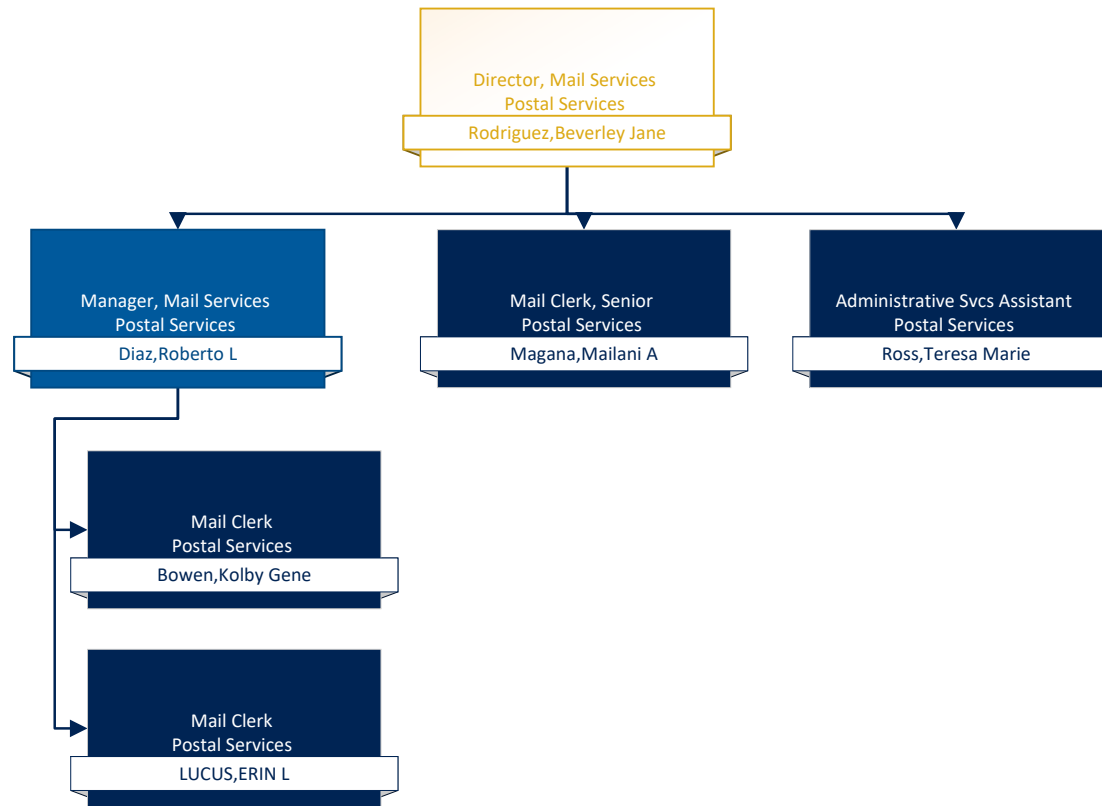 Director, Mail Services
Postal Services
Rodriguez,Beverley Jane
Manager, Mail Services
Postal Services
Diaz,Roberto L
Mail Clerk, Senior
Postal Services
Magana,Mailani A
Administrative Svcs Assistant
Postal Services
Ross,Teresa Marie
Mail Clerk
Postal Services
Bowen,Kolby Gene
Mail Clerk
Postal Services
LUCUS,ERIN L